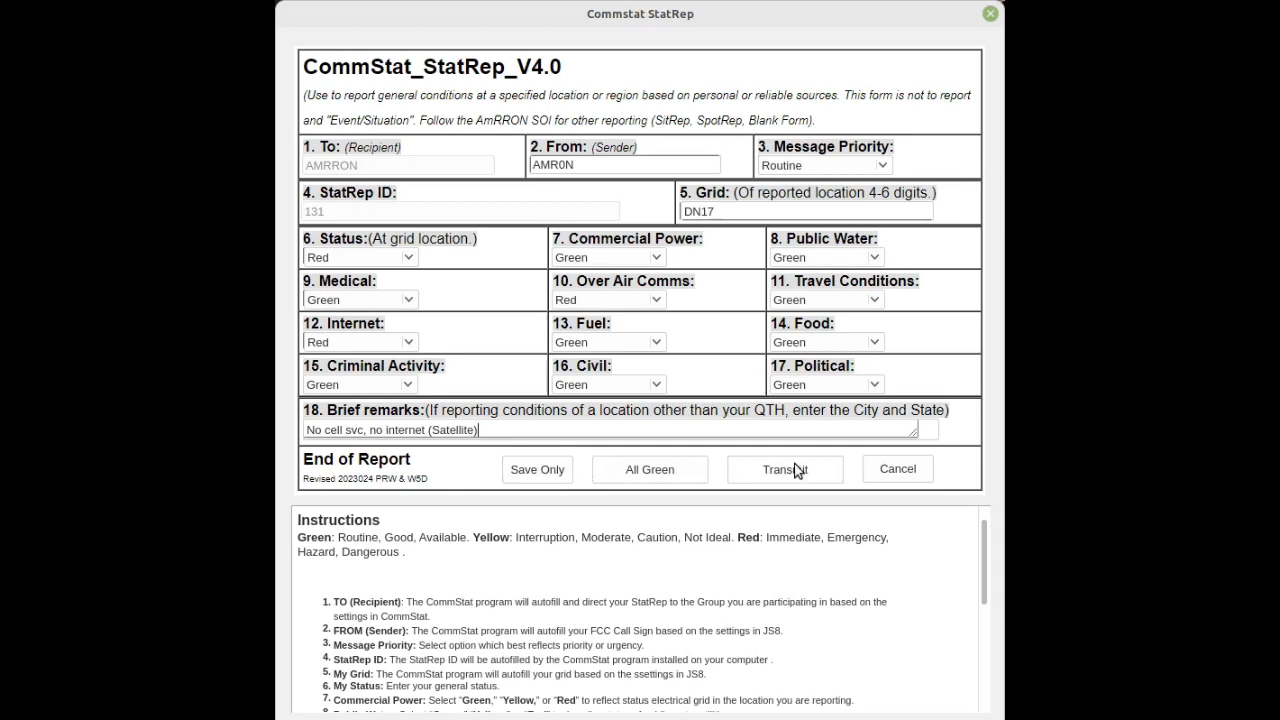 Commstat StatRep
CommStat_StatRep_V4.0
(Use to report general conditions at a specified location or region based on personal or reliable sources. This form is not to report
and "Event/Situation". Follow the AmRRON SOI for other reporting (SitRep, SpotRep, Blank Form).
1. To: (Recipient) 2. From: (Sender) 3. Message Priority:
AMRRON AMR0N Routine
4. StatRep ID: 5. Grid: (Of reported location 4-6 digits.)
131 DN17
6. Status:(At grid location.) 7. Commercial Power: 8. Public Water:
Red Green Green
9. Medical: 10. Over Air Comms: 11. Travel Conditions:
Green Red Green
12. Internet: 13. Fuel: 14. Food:
Red Green Green
15. Criminal Activity: 16. Civil: 17. Political:
Green Green Green
18. Brief remarks:(If reporting conditions of a location other than your QTH, enter the City and State)
No cell svc, no internet (Satellite)
End of Report Save Only All Green Transmit Cancel
Revised 2023024 PRW & W5D
Instructions
Green: Routine, Good, Available. Yellow: Interruption, Moderate, Caution, Not Ideal. Red: Immediate, Emergency,
Hazard, Dangerous .
1. TO (Recipient): The CommStat program will autofill and direct your StatRep to the Group you are participating in based on the
settings in CommStat.
2. FROM (Sender): The CommStat program will autofill your FCC Call Sign based on the settings in JS8.
3. Message Priority: Select option which best reflects priority or urgency.
4. StatRep ID: The StatRep ID will be autofilled by the CommStat program installed on your computer .
5. My Grid: The CommStat program will autofill your grid based on the ssettings in JS8.
6. My Status: Enter your general status.
7. Commercial Power: Select "Green," "Yellow," or "Red" to reflect status electrical grid in the location you are reporting.